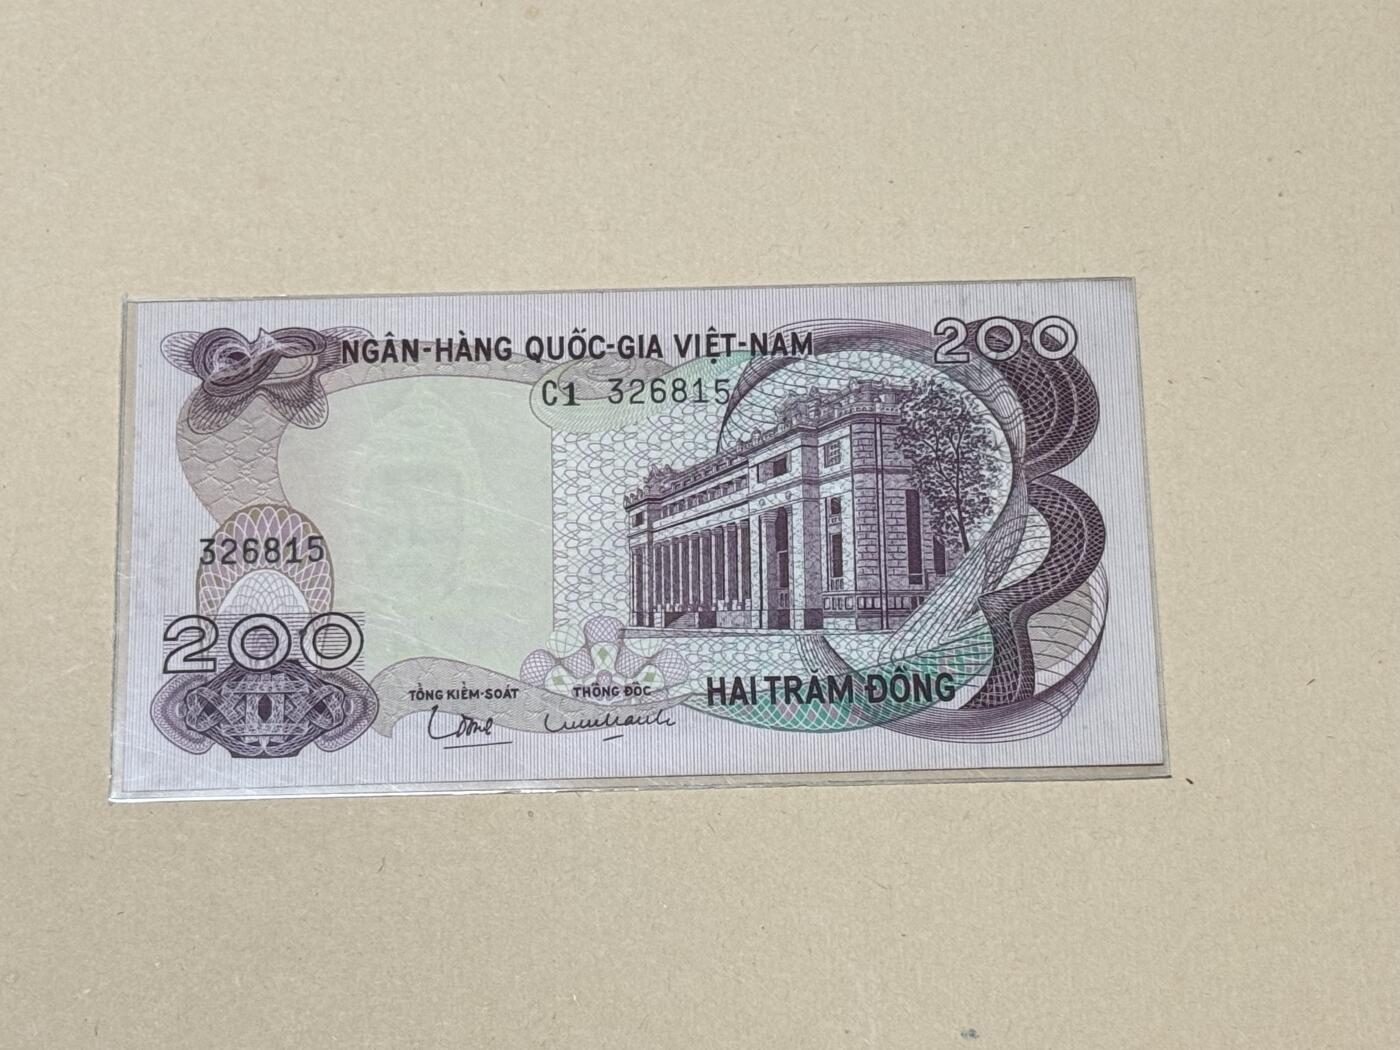 NGÂN-HÀNG QUỐC-GIA VIỆT-NAM
200
C1 326815
326815
200
TỔNG KIỂM-SOÁT
THỐNG ĐỐC
HAI TRĂM ĐỒNG